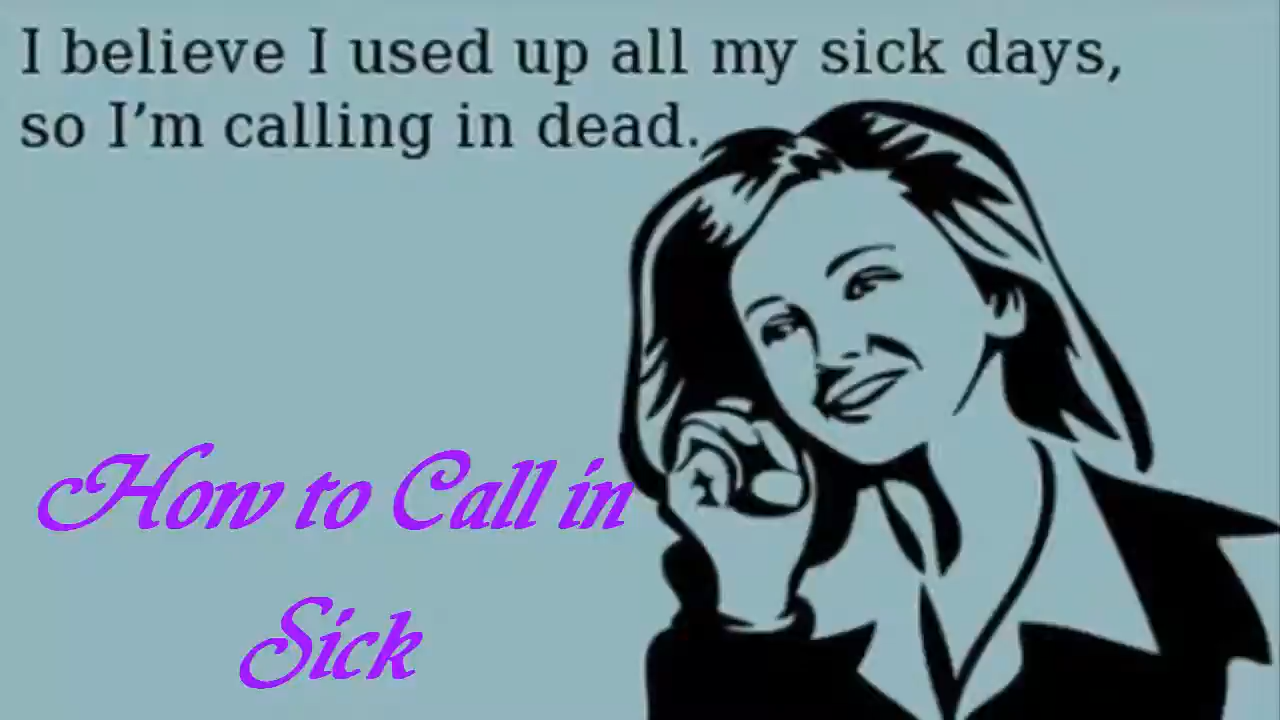 I believe I used up all my sick days,
so I’m calling in dead.
How to Call in
Sick